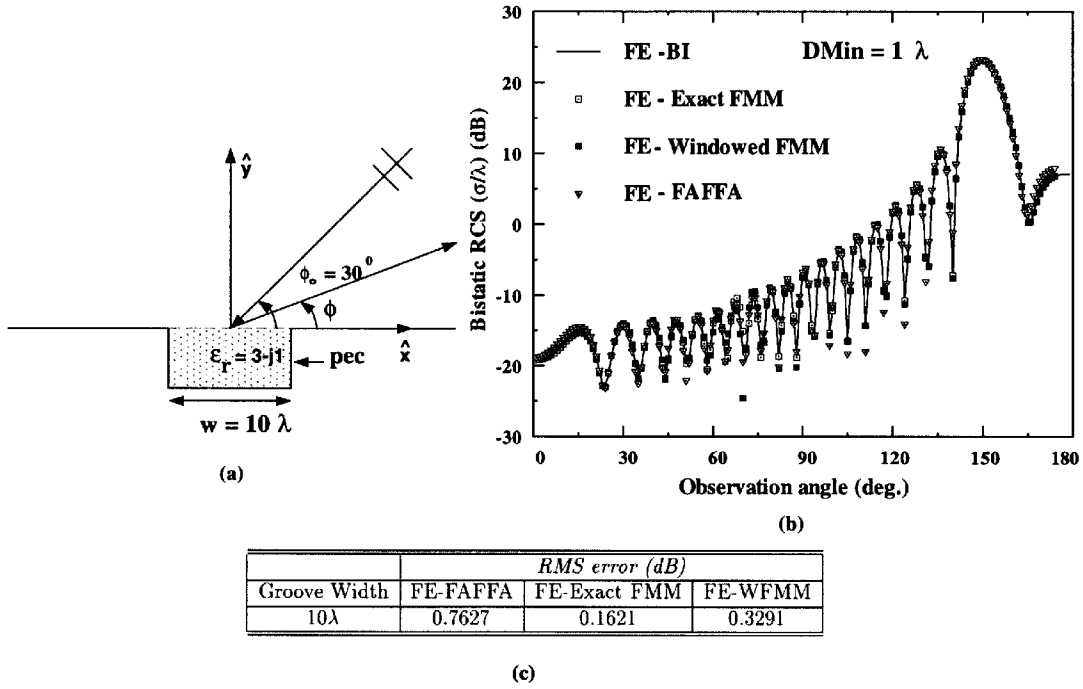 (a)
ŷ
ϕₒ = 30°
ϕ
x̂
εr = 3-j1
pec
w = 10 λ
Bistatic RCS (σ/λ) (dB)
30
20
10
0
-10
-20
-30
FE -BI
DMin = 1 λ
FE - Exact FMM
FE - Windowed FMM
FE - FAFFA
0 30 60 90 120 150 180
Observation angle (deg.)
(a)
(b)
RMS error (dB)
Groove Width FE-FAFFA FE-Exact FMM FE-WFMM
10λ 0.7627 0.1621 0.3291
(c)